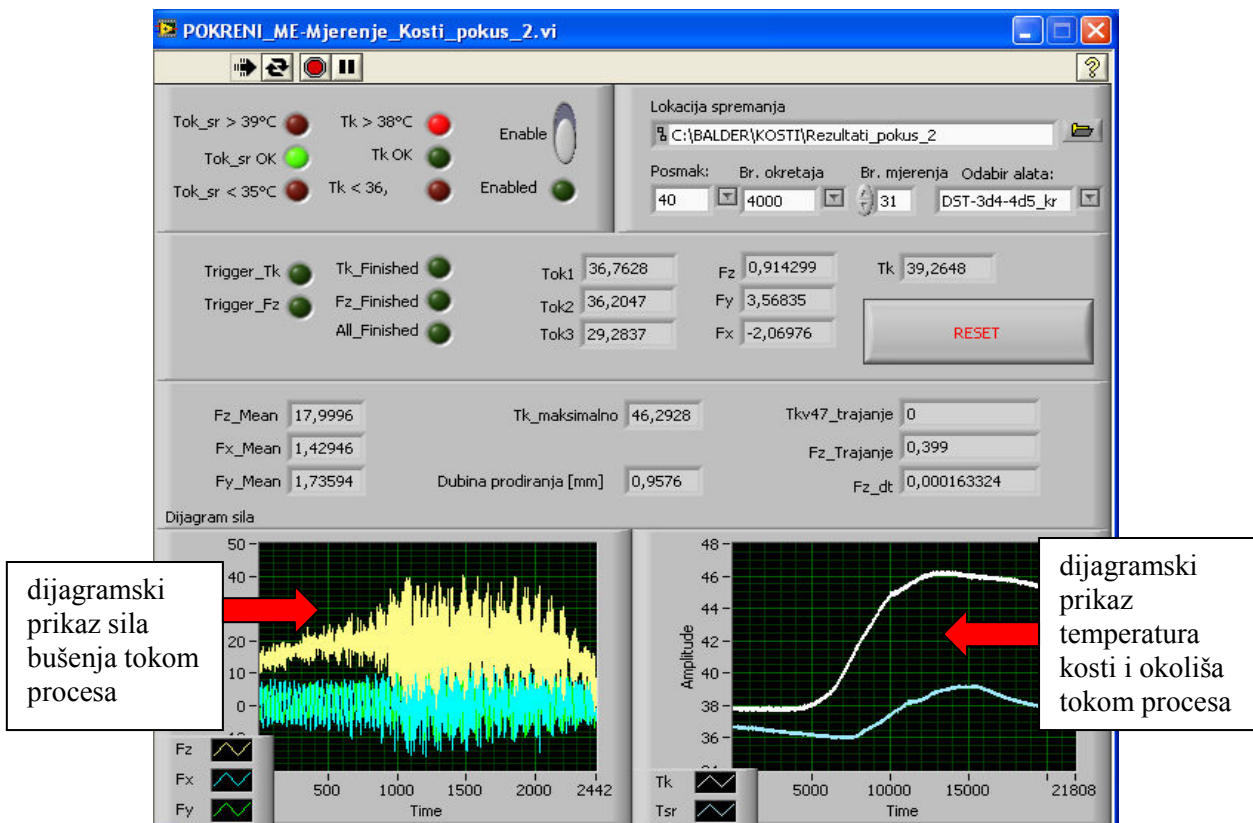 POKRENI_ME-Mjerenje_Kosti_pokus_2.vi
Tok_sr > 39°C
Tk > 38°C
Enable
Tok_sr OK
Tk OK
Tok_sr < 35°C
Tk < 36,
Enabled
Lokacija spremanja
C:\BALDER\KOSTI\Rezultati_pokus_2
Posmak: Br. okretaja Br. mjerenja Odabir alata:
40 4000 31 DST-3d4-4d5_kr
Trigger_Tk
Tk_Finished
Tok1 36,7628
Fz 0,914299
Tk 39,2648
Trigger_Fz
Fz_Finished
Tok2 36,2047
Fy 3,56835
All_Finished
Tok3 29,2837
Fx -2,06976
RESET
Fz_Mean 17,9996
Tk_maksimalno 46,2928
Tkv47_trajanje 0
Fx_Mean 1,42946
Fz_Trajanje 0,399
Fy_Mean 1,73594
Dubina prodiranja [mm] 0,9576
Fz_dt 0,000163324
Dijagram sila
dijagramski
prikaz sila
bušenja tokom
procesa
50
40
20
10
0
500 1000 1500 2000 2442
Time
Fz
Fx
Fy
48
46
44
42
40
38
36
Amplitude
5000 10000 15000 21808
Time
Tk
Tsr
dijagramski
prikaz
temperatura
kosti i okoliša
tokom procesa